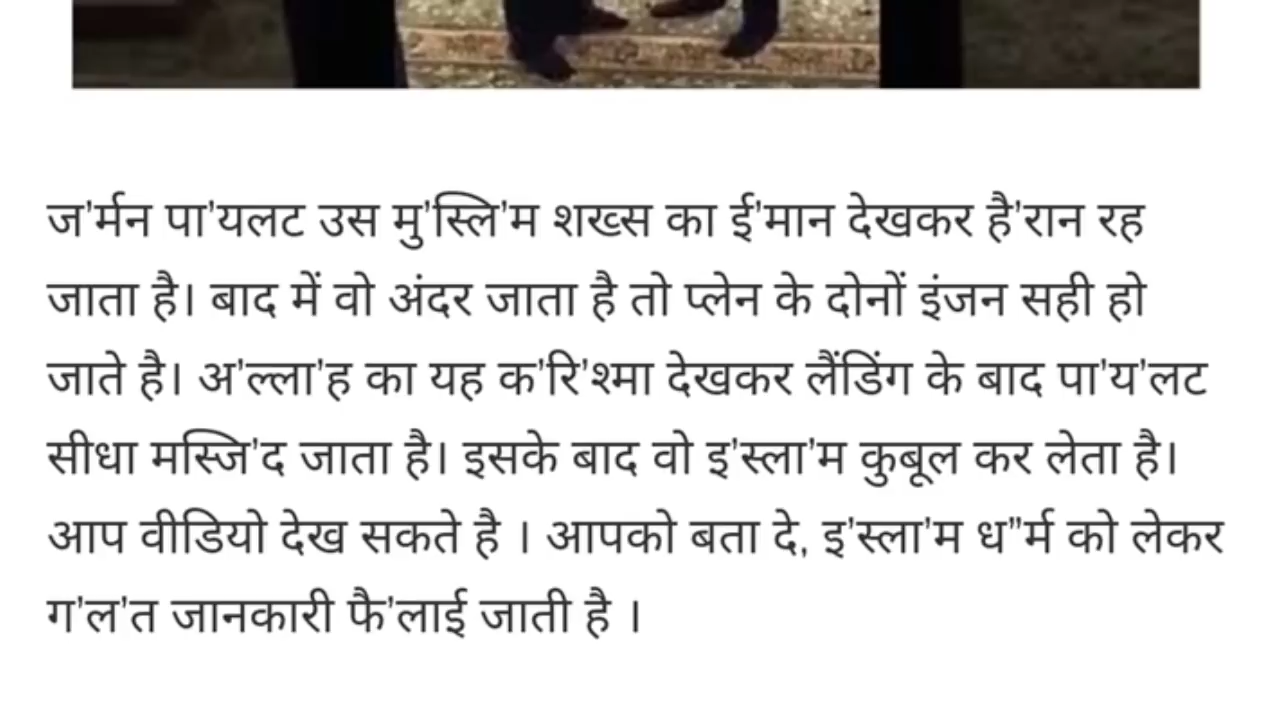 ज'र्मन पा'यलट उस मु'स्लि'म शख्स का ई'मान देखकर है'रान रह
जाता है। बाद में वो अंदर जाता है तो प्लेन के दोनों इंजन सही हो
जाते है। अ'ल्ला'ह का यह क'रि'श्मा देखकर लैंडिंग के बाद पा'य'लट
सीधा मस्जि'द जाता है। इसके बाद वो इ'स्ला'म कुबूल कर लेता है।
आप वीडियो देख सकते है । आपको बता दे, इ'स्ला'म ध"र्म को लेकर
ग'ल'त जानकारी फै'लाई जाती है ।